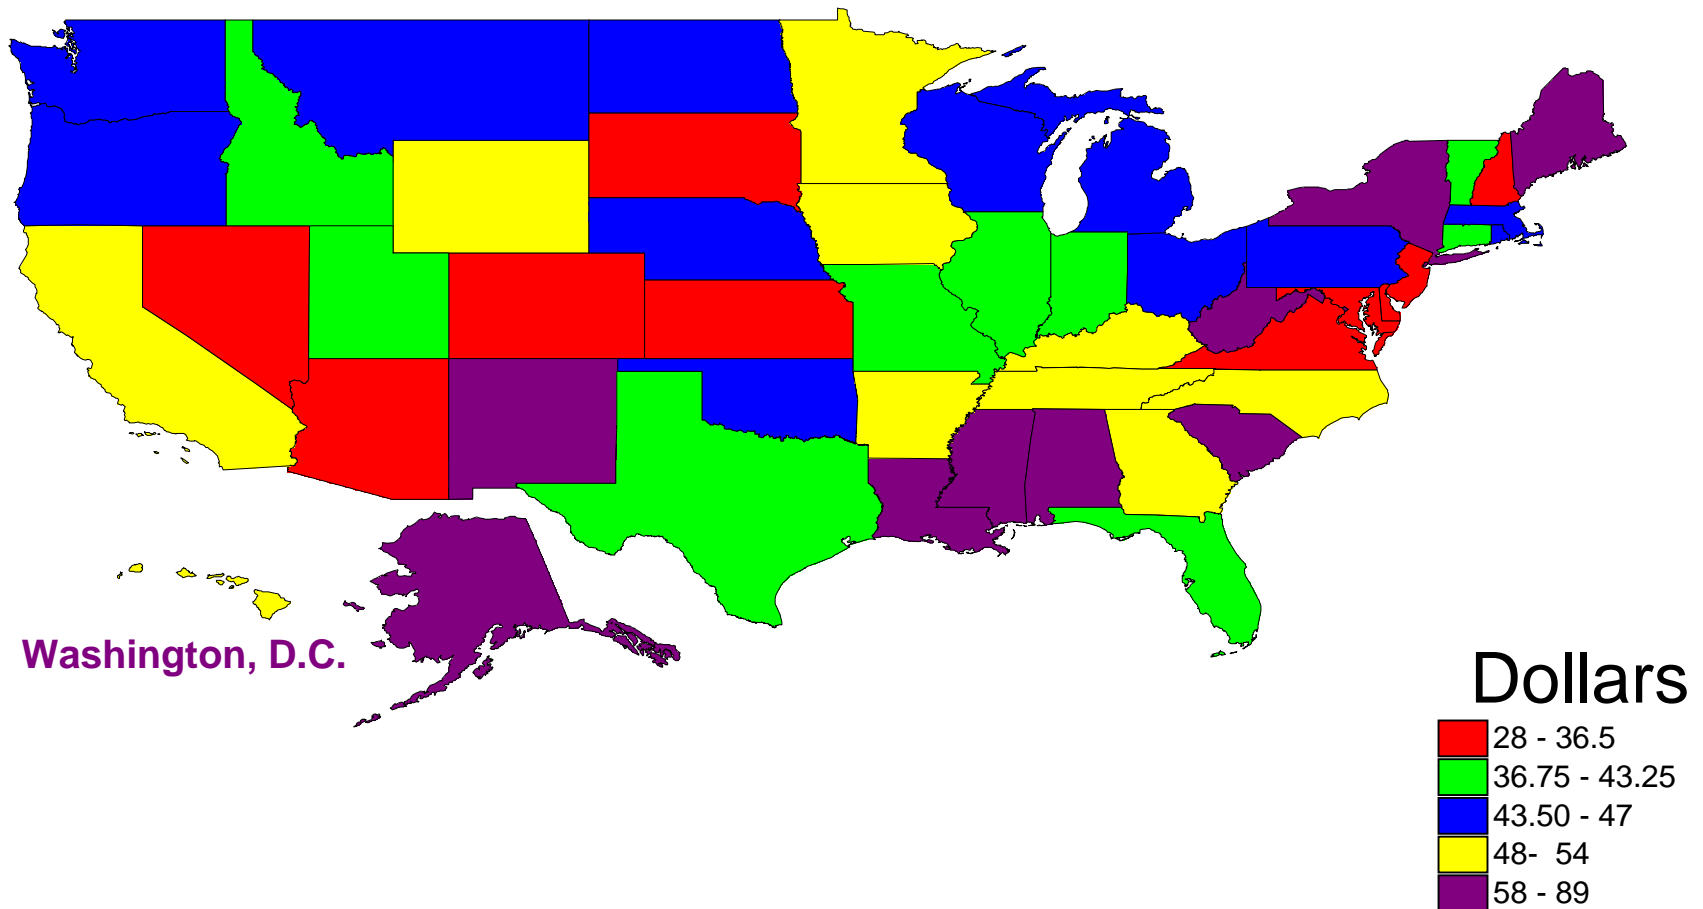 Washington, D.C.
Dollars
28 - 36.5
36.75 - 43.25
43.50 - 47
48-  54
58 - 89